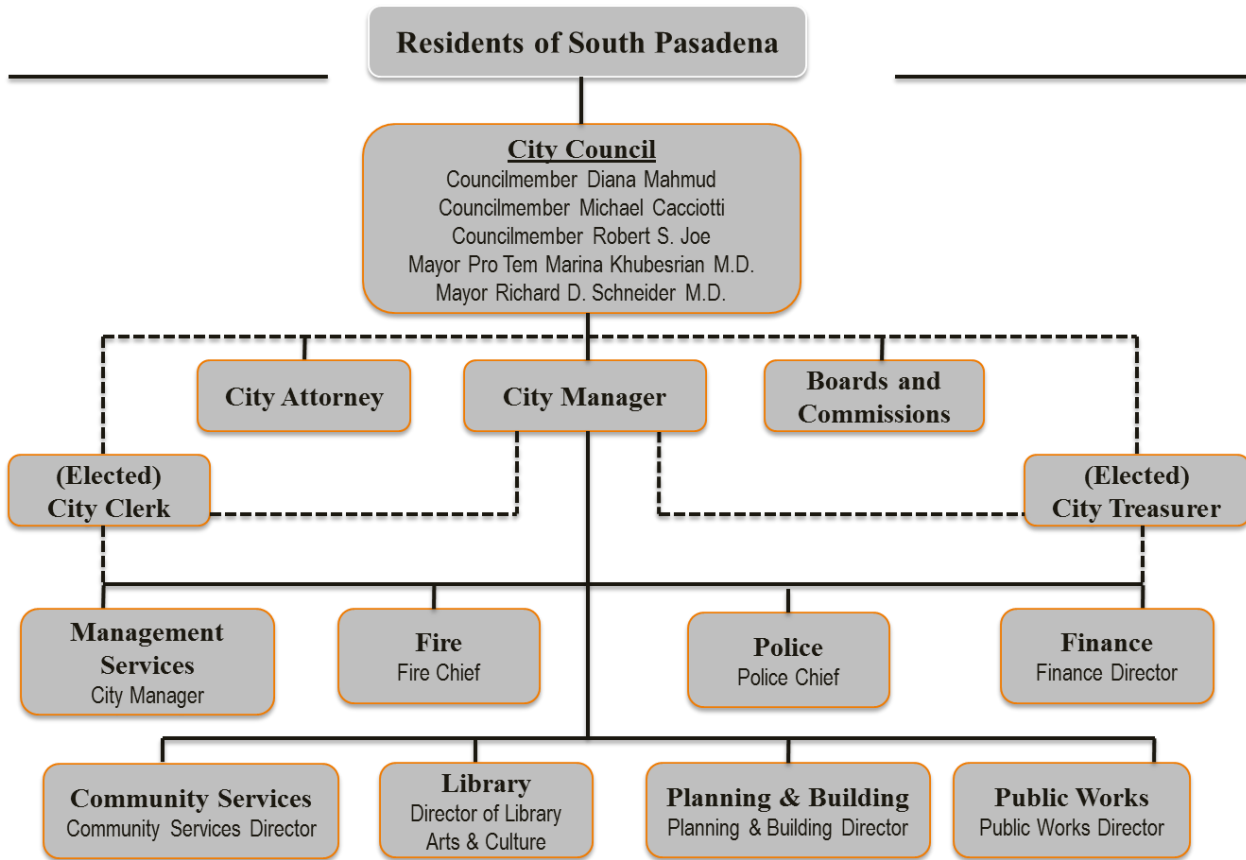 Residents of South Pasadena
City Council
Councilmember Diana Mahmud
Councilmember Michael Cacciotti
Councilmember Robert S. Joe
Mayor Pro Tem Marina Khubesrian M.D.
Mayor Richard D. Schneider M.D.
City Attorney
City Manager
Boards and
Commissions
(Elected)
City Clerk
(Elected)
City Treasurer
Management
Services
City Manager
Fire
Fire Chief
Police
Police Chief
Finance
Finance Director
Community Services
Community Services Director
Library
Director of Library
Arts & Culture
Planning & Building
Planning & Building Director
Public Works
Public Works Director